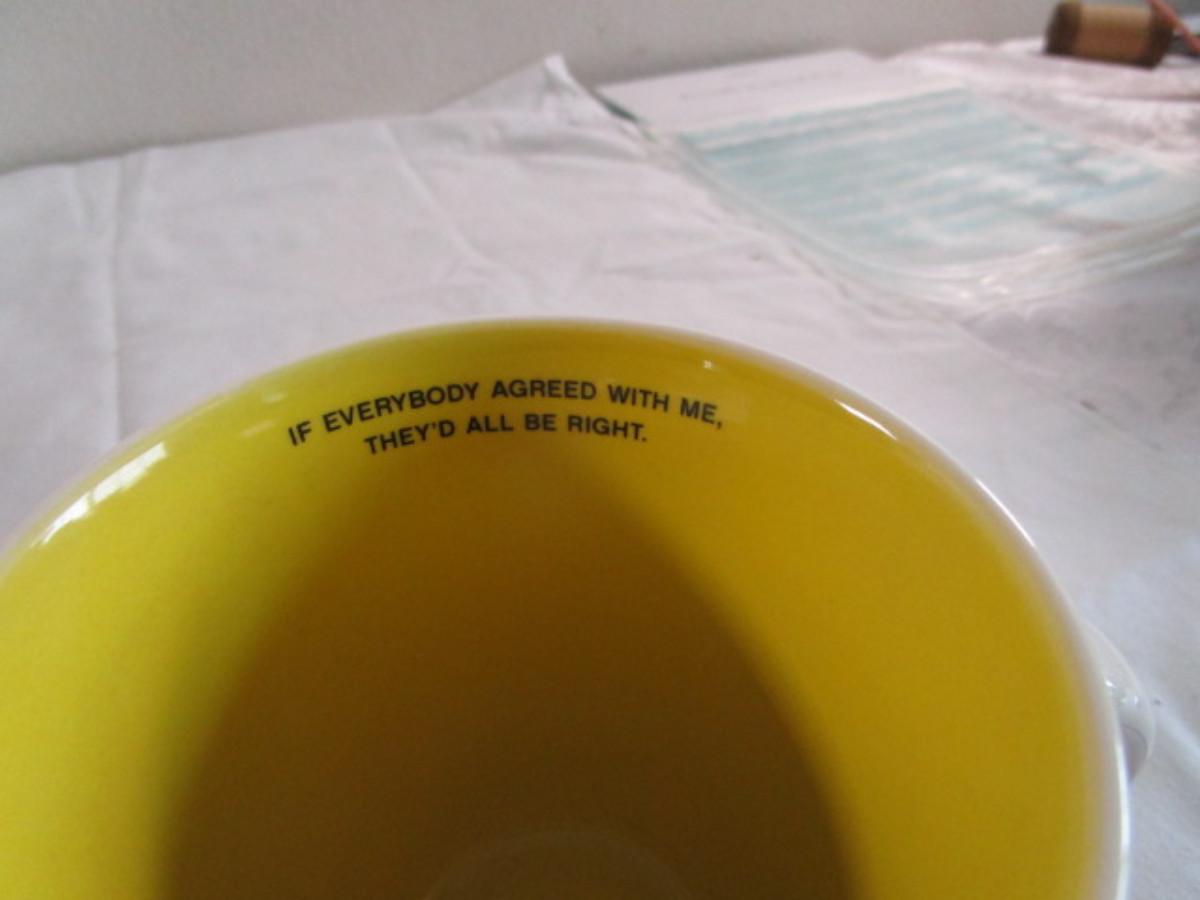 IF EVERYBODY AGREED WITH ME,
THEY'D ALL BE RIGHT.